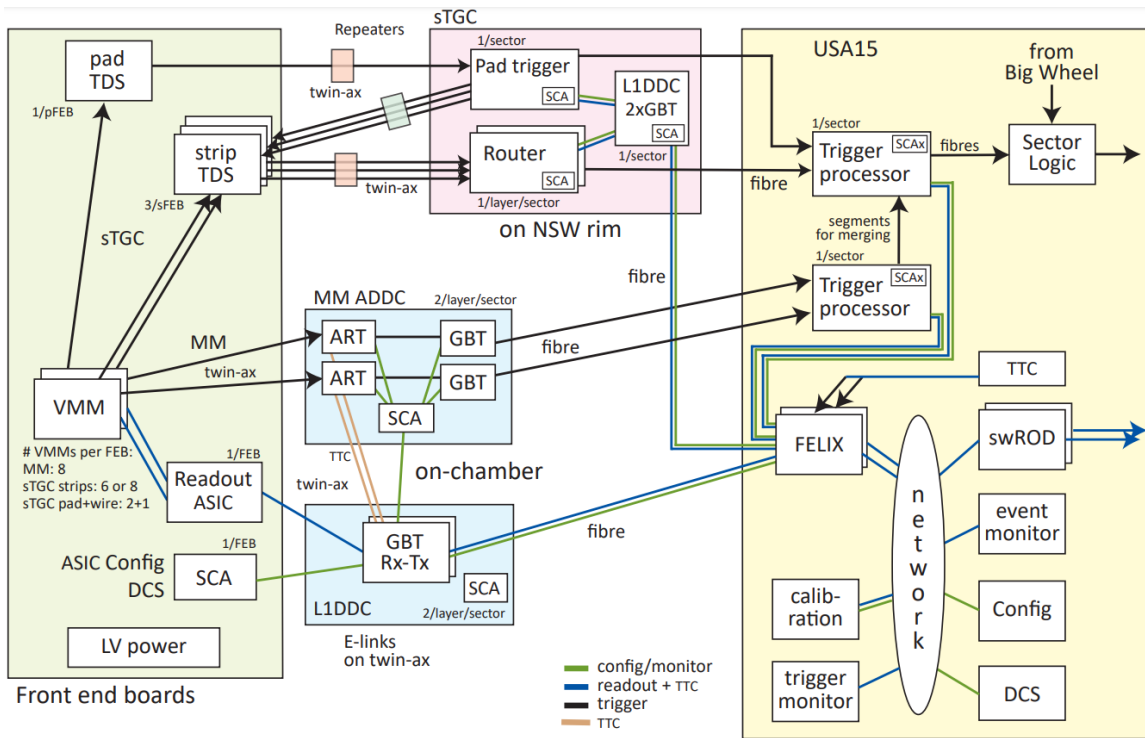 sTGC
Repeaters
USA15
pad
TDS
1/pFEB
twin-ax
1/sector
Pad trigger
SCA
L1DDC
2xGBT
SCA
1/sector
from
Big Wheel
strip
TDS
3/sFEB
twin-ax
Router
SCA
1/layer/sector
on NSW rim
fibre
1/sector
Trigger
processor
SCAx
fibres
Sector
Logic
sTGC
segments
for merging
1/sector
Trigger
processor
SCAx
fibre
MM ADDC
2/layer/sector
MM
twin-ax
ART
GBT
ART
GBT
SCA
fibre
VMM
# VMMs per FEB:
MM: 8
sTGC strips: 6 or 8
sTGC pad+wire: 2+1
TTC
on-chamber
twin-ax
1/FEB
Readout
ASIC
TTC
FELIX
swROD
network
fibre
GBT
Rx-Tx
SCA
2/layer/sector
L1DDC
E-links
on twin-ax
ASIC Config
DCS
1/FEB
SCA
LV power
Front end boards
event
monitor
calib-
ration
Config
trigger
monitor
DCS
config/monitor
readout + TTC
trigger
TTC